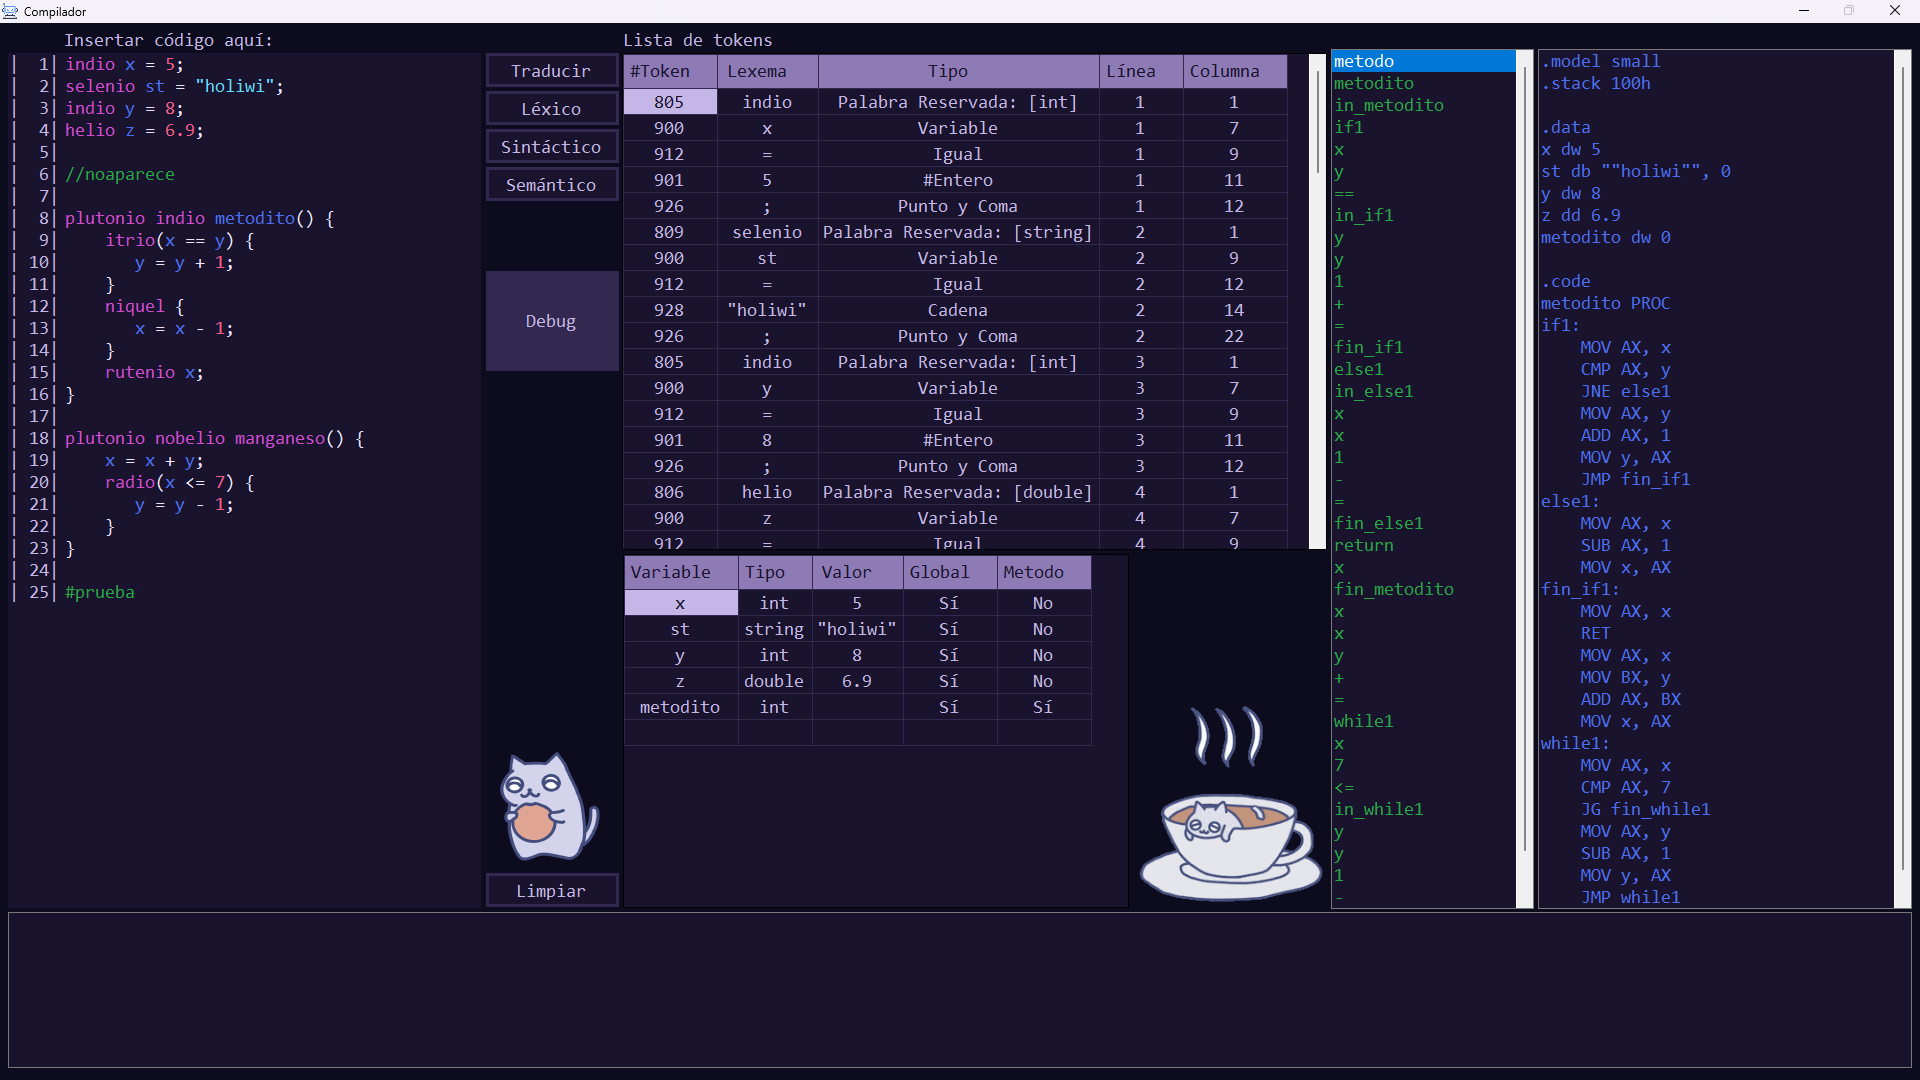 Compilador
Insertar código aquí:
| 1| indio x = 5;
| 2| selenio st = "holiwi";
| 3| indio y = 8;
| 4| helio z = 6.9;
| 5|
| 6| //noaparece
| 7|
| 8| plutonio indio metodito() {
| 9| itrio(x == y) {
| 10| y = y + 1;
| 11| }
| 12| niquel {
| 13| x = x - 1;
| 14| }
| 15| rutenio x;
| 16| }
| 17|
| 18| plutonio nobelio manganeso() {
| 19| x = x + y;
| 20| radio(x <= 7) {
| 21| y = y - 1;
| 22| }
| 23| }
| 24|
| 25| #prueba
Traducir
Léxico
Sintáctico
Semántico
Debug
Limpiar
Lista de tokens
#Token Lexema Tipo Línea Columna
805 indio Palabra Reservada: [int] 1 1
900 x Variable 1 7
912 = Igual 1 9
901 5 #Entero 1 11
926 ; Punto y Coma 1 12
809 selenio Palabra Reservada: [string] 2 1
900 st Variable 2 9
912 = Igual 2 12
928 "holiwi" Cadena 2 14
926 ; Punto y Coma 2 22
805 indio Palabra Reservada: [int] 3 1
900 y Variable 3 7
912 = Igual 3 9
901 8 #Entero 3 11
926 ; Punto y Coma 3 12
806 helio Palabra Reservada: [double] 4 1
900 z Variable 4 7
912 = Igual 4 9
Variable Tipo Valor Global Metodo
x int 5 Sí No
st string "holiwi" Sí No
y int 8 Sí No
z double 6.9 Sí No
metodito int Sí Sí
metodo
metodito
in_metodito
if1
x
y
==
in_if1
y
y
1
+
=
fin_if1
else1
in_else1
x
x
1
-
=
fin_else1
return
x
fin_metodito
x
x
y
+
=
while1
x
7
<=
in_while1
y
y
1
-
.model small
.stack 100h
.data
x dw 5
st db ""holiwi"", 0
y dw 8
z dd 6.9
metodito dw 0
.code
metodito PROC
if1:
MOV AX, x
CMP AX, y
JNE else1
MOV AX, y
ADD AX, 1
MOV y, AX
JMP fin_if1
else1:
MOV AX, x
SUB AX, 1
MOV x, AX
fin_if1:
MOV AX, x
RET
MOV AX, x
MOV BX, y
ADD AX, BX
MOV x, AX
while1:
MOV AX, x
CMP AX, 7
JG fin_while1
MOV AX, y
SUB AX, 1
MOV y, AX
JMP while1